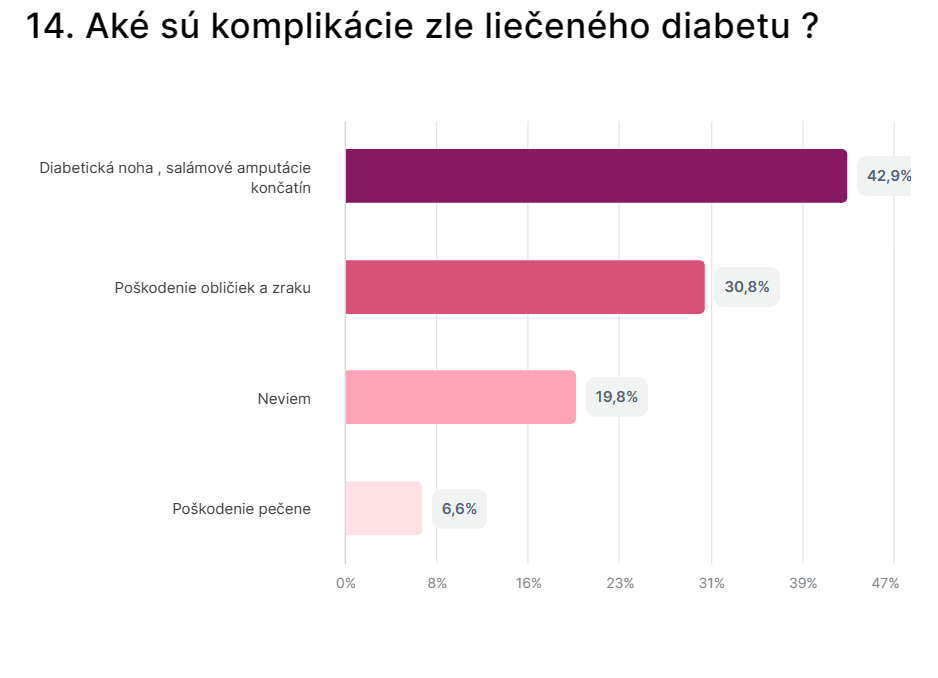 14. Aké sú komplikácie zle liečeného diabetu ?
Diabetická noha , salámové amputácie
končatín
42,9%
Poškodenie obličiek a zraku
30,8%
Neviem
19,8%
Poškodenie pečene
6,6%
0% 8% 16% 23% 31% 39% 47%